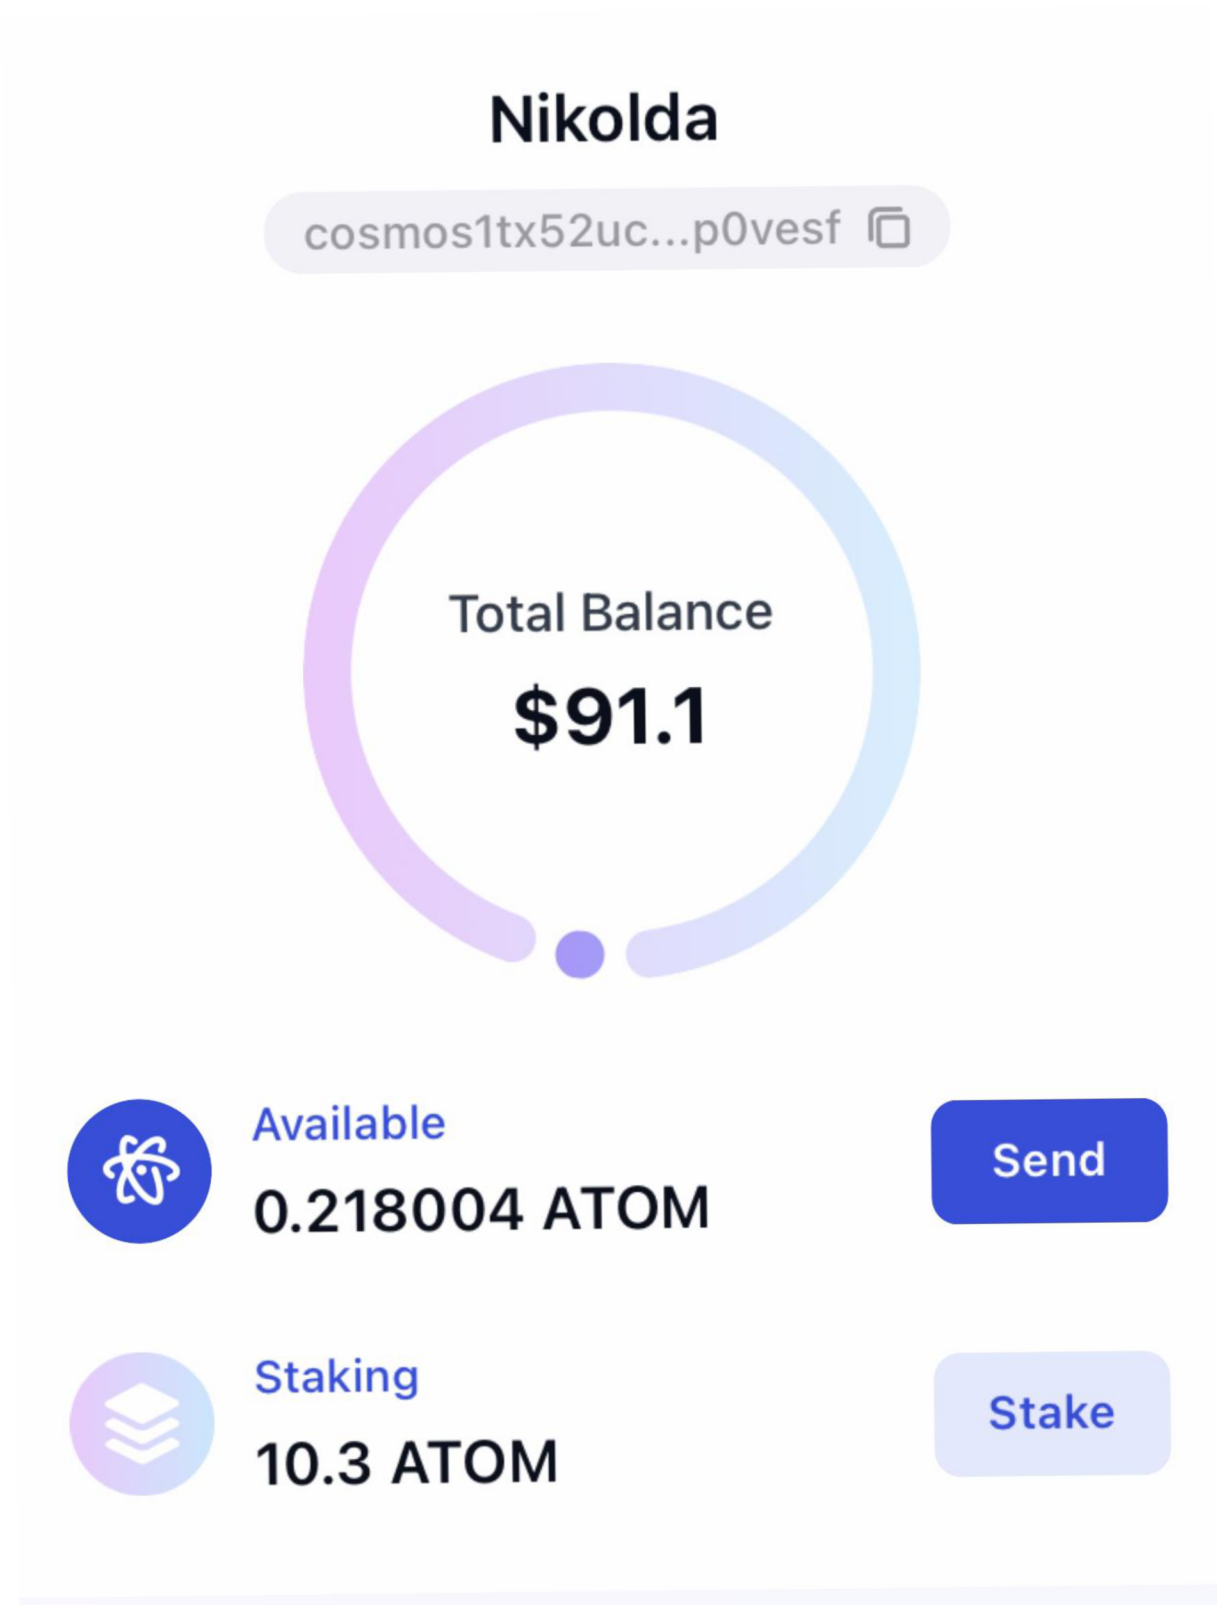 Nikolda
cosmos1tx52uc...p0vesf
Total Balance
$91.1
Available
0.218004 ATOM
Send
Staking
10.3 ATOM
Stake